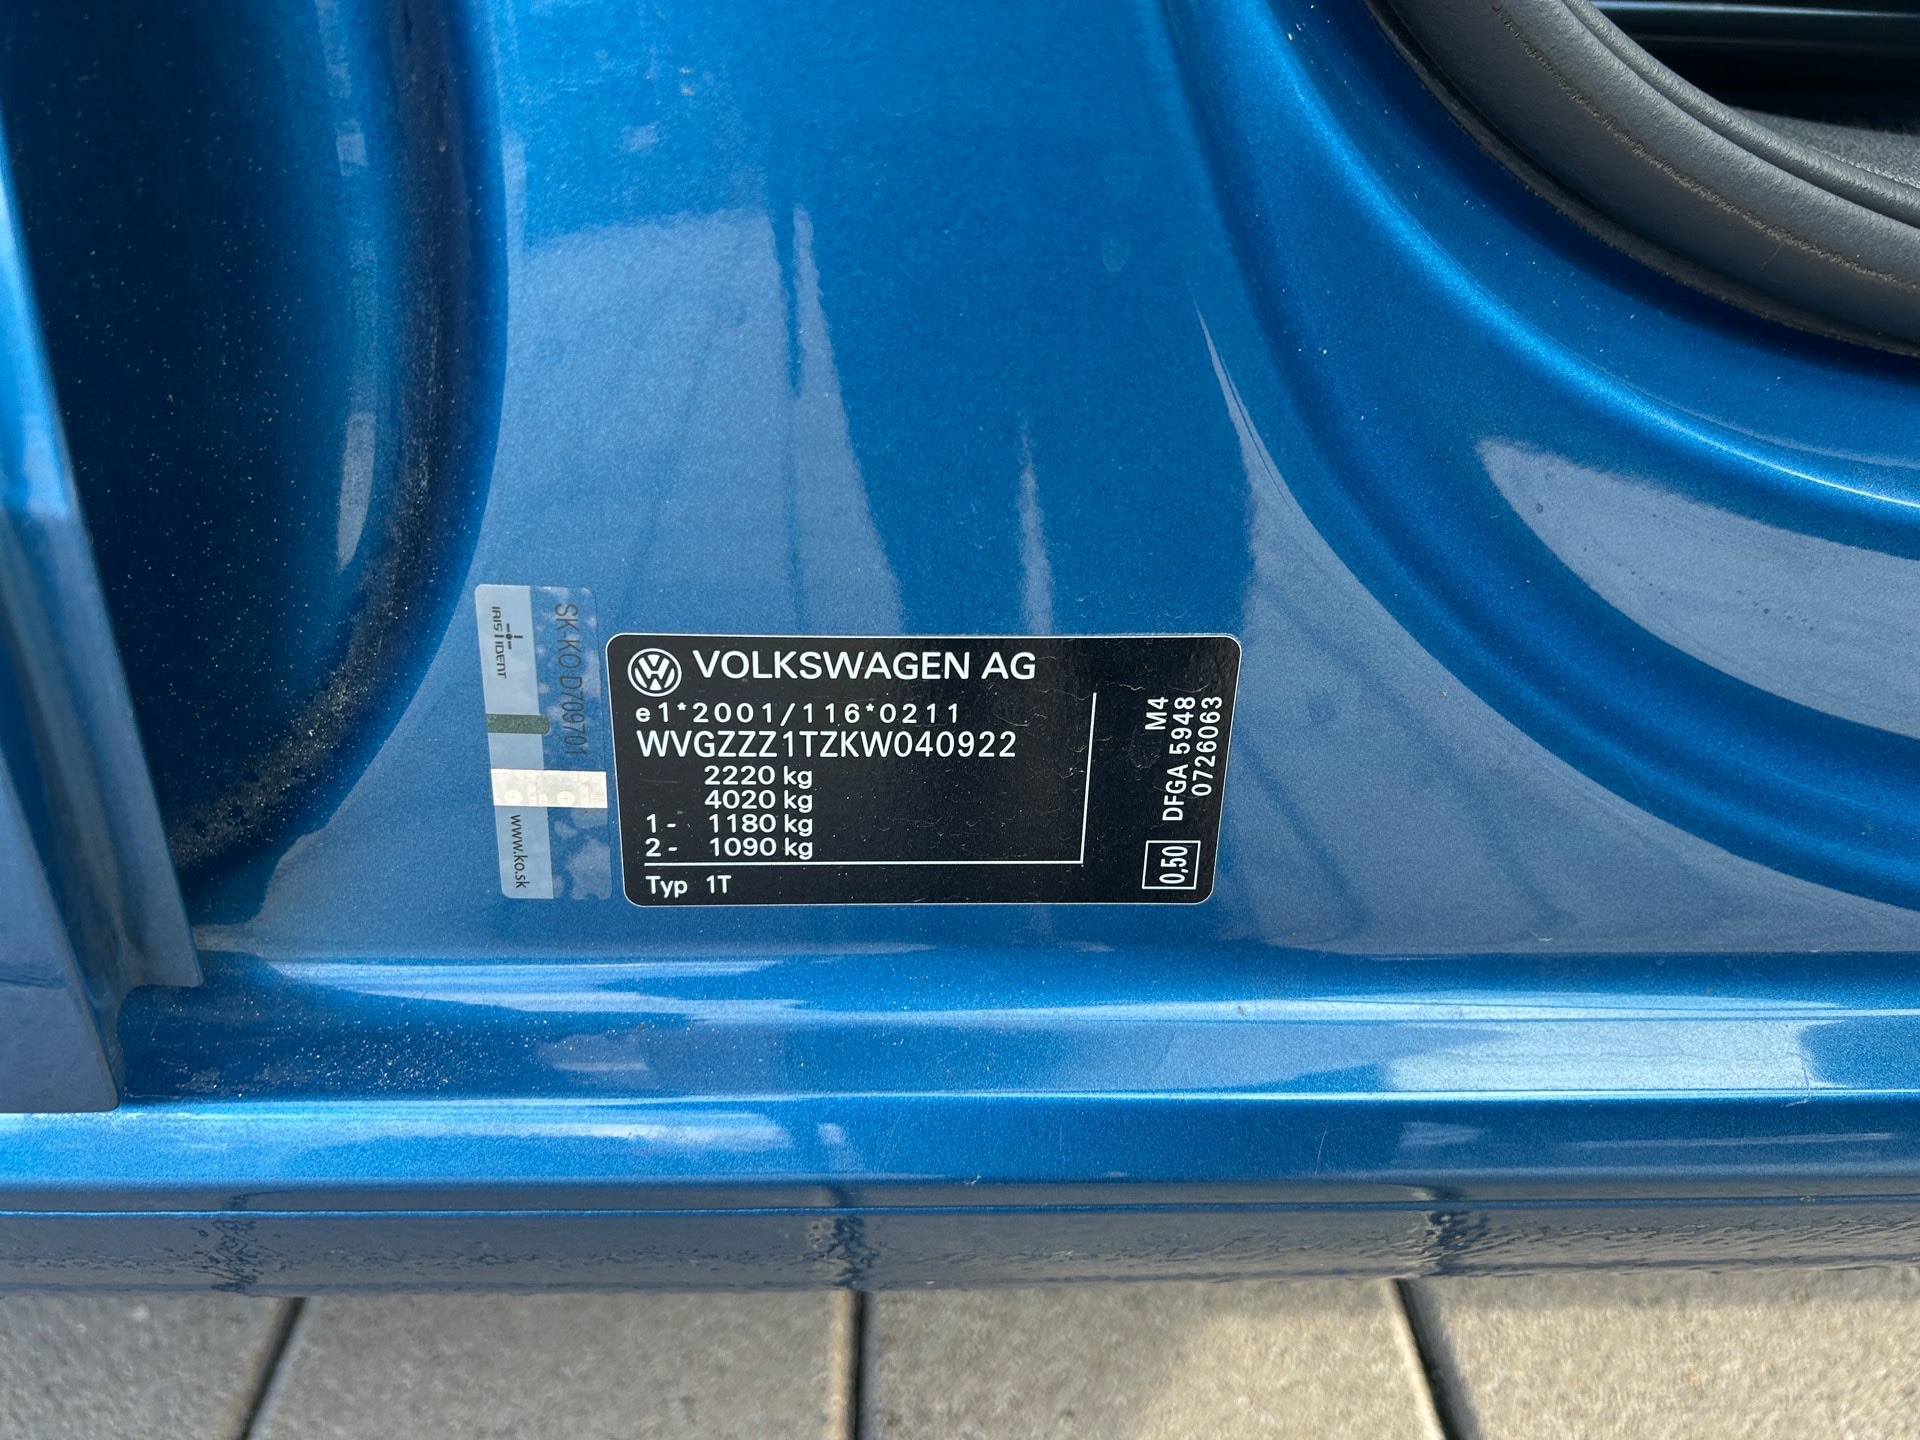 VOLKSWAGEN AG
e1*2001/116*0211
WVGZZZ1TZKW040922
2220 kg
4020 kg
1- 1180 kg
2- 1090 kg
Typ 1T
M4
DFGA 5948
0726063
0,50
SK KO D709701
IRIS IDENT
www.ko.sk